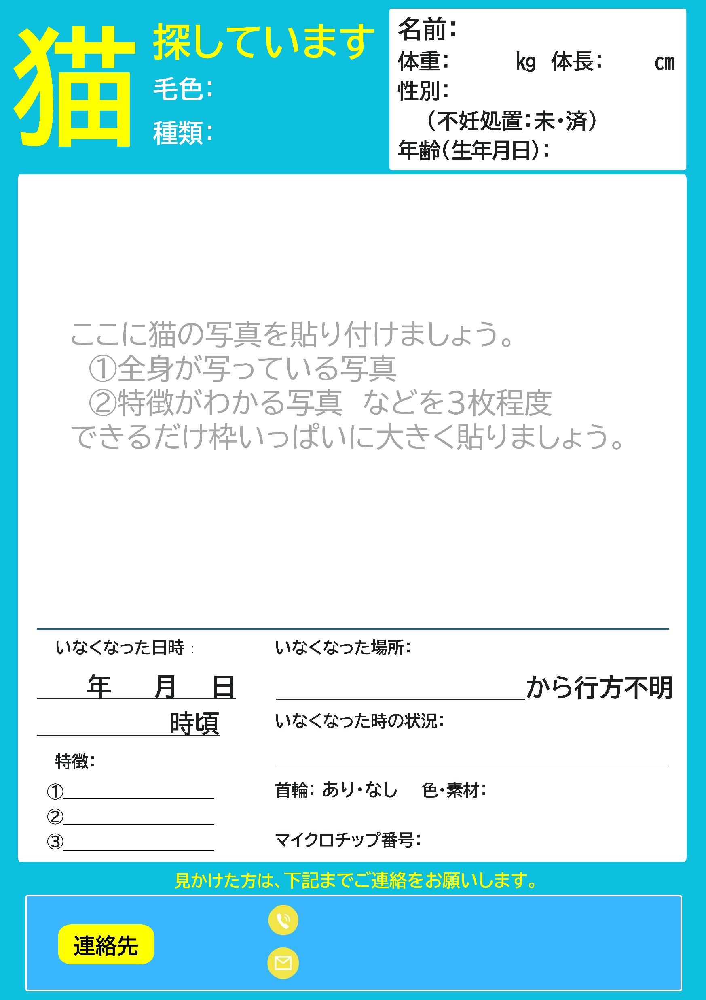 猫
探しています
毛色：
種類：
名前：
体重：　　　kg　体長：　　　cm
性別：
（不妊処置：未・済）
年齢（生年月日）：
ここに猫の写真を貼り付けましょう。
①全身が写っている写真
②特徴がわかる写真　などを３枚程度
できるだけ枠いっぱいに大きく貼りましょう。
いなくなった日時：
年　　月　　日
時頃
特徴：
①
②
③
いなくなった場所：
から行方不明
いなくなった時の状況：
首輪：あり・なし　色・素材：
マイクロチップ番号：
見かけた方は、下記までご連絡をお願いします。
連絡先